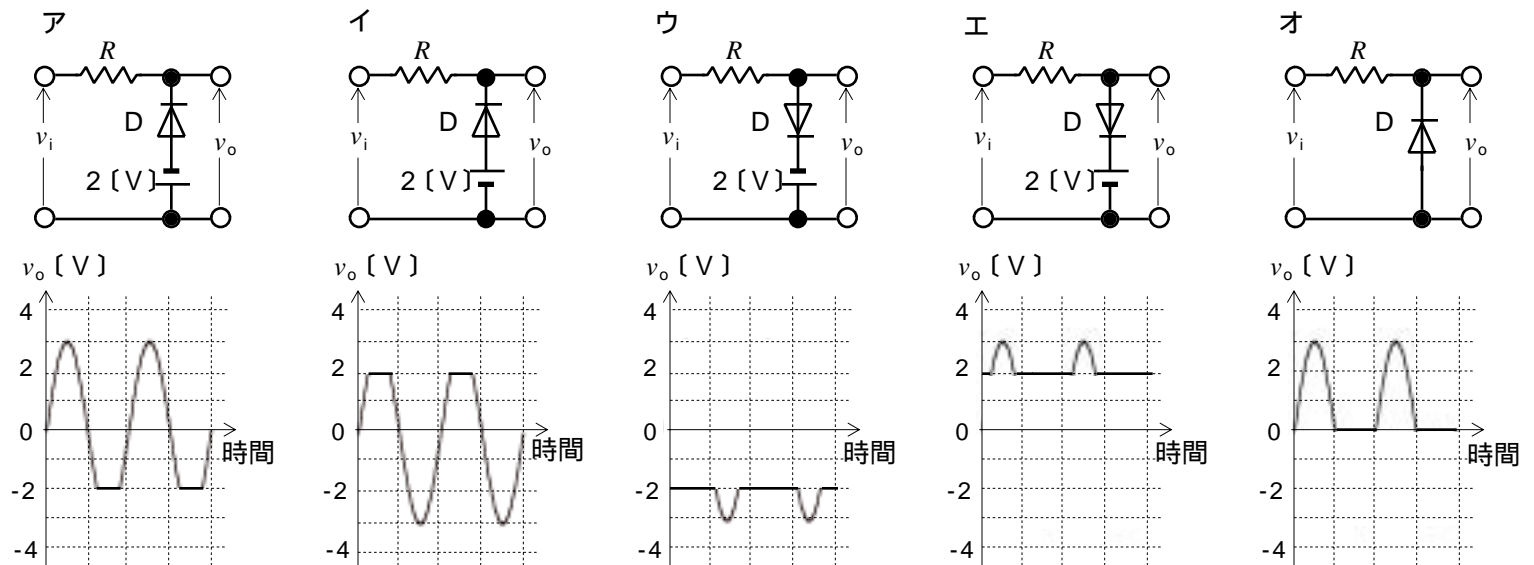 ア イ ウ エ オ
R R R R R
D D D D D
vi vo vi vo vi vo vi vo vi vo
2〔V〕 2〔V〕 2〔V〕 2〔V〕
vo〔V〕 vo〔V〕 vo〔V〕 vo〔V〕 vo〔V〕
4 4 4 4 4
2 2 2 2 2
0 0 0 0 0
時間 時間 時間 時間 時間
-2 -2 -2 -2 -2
-4 -4 -4 -4 -4